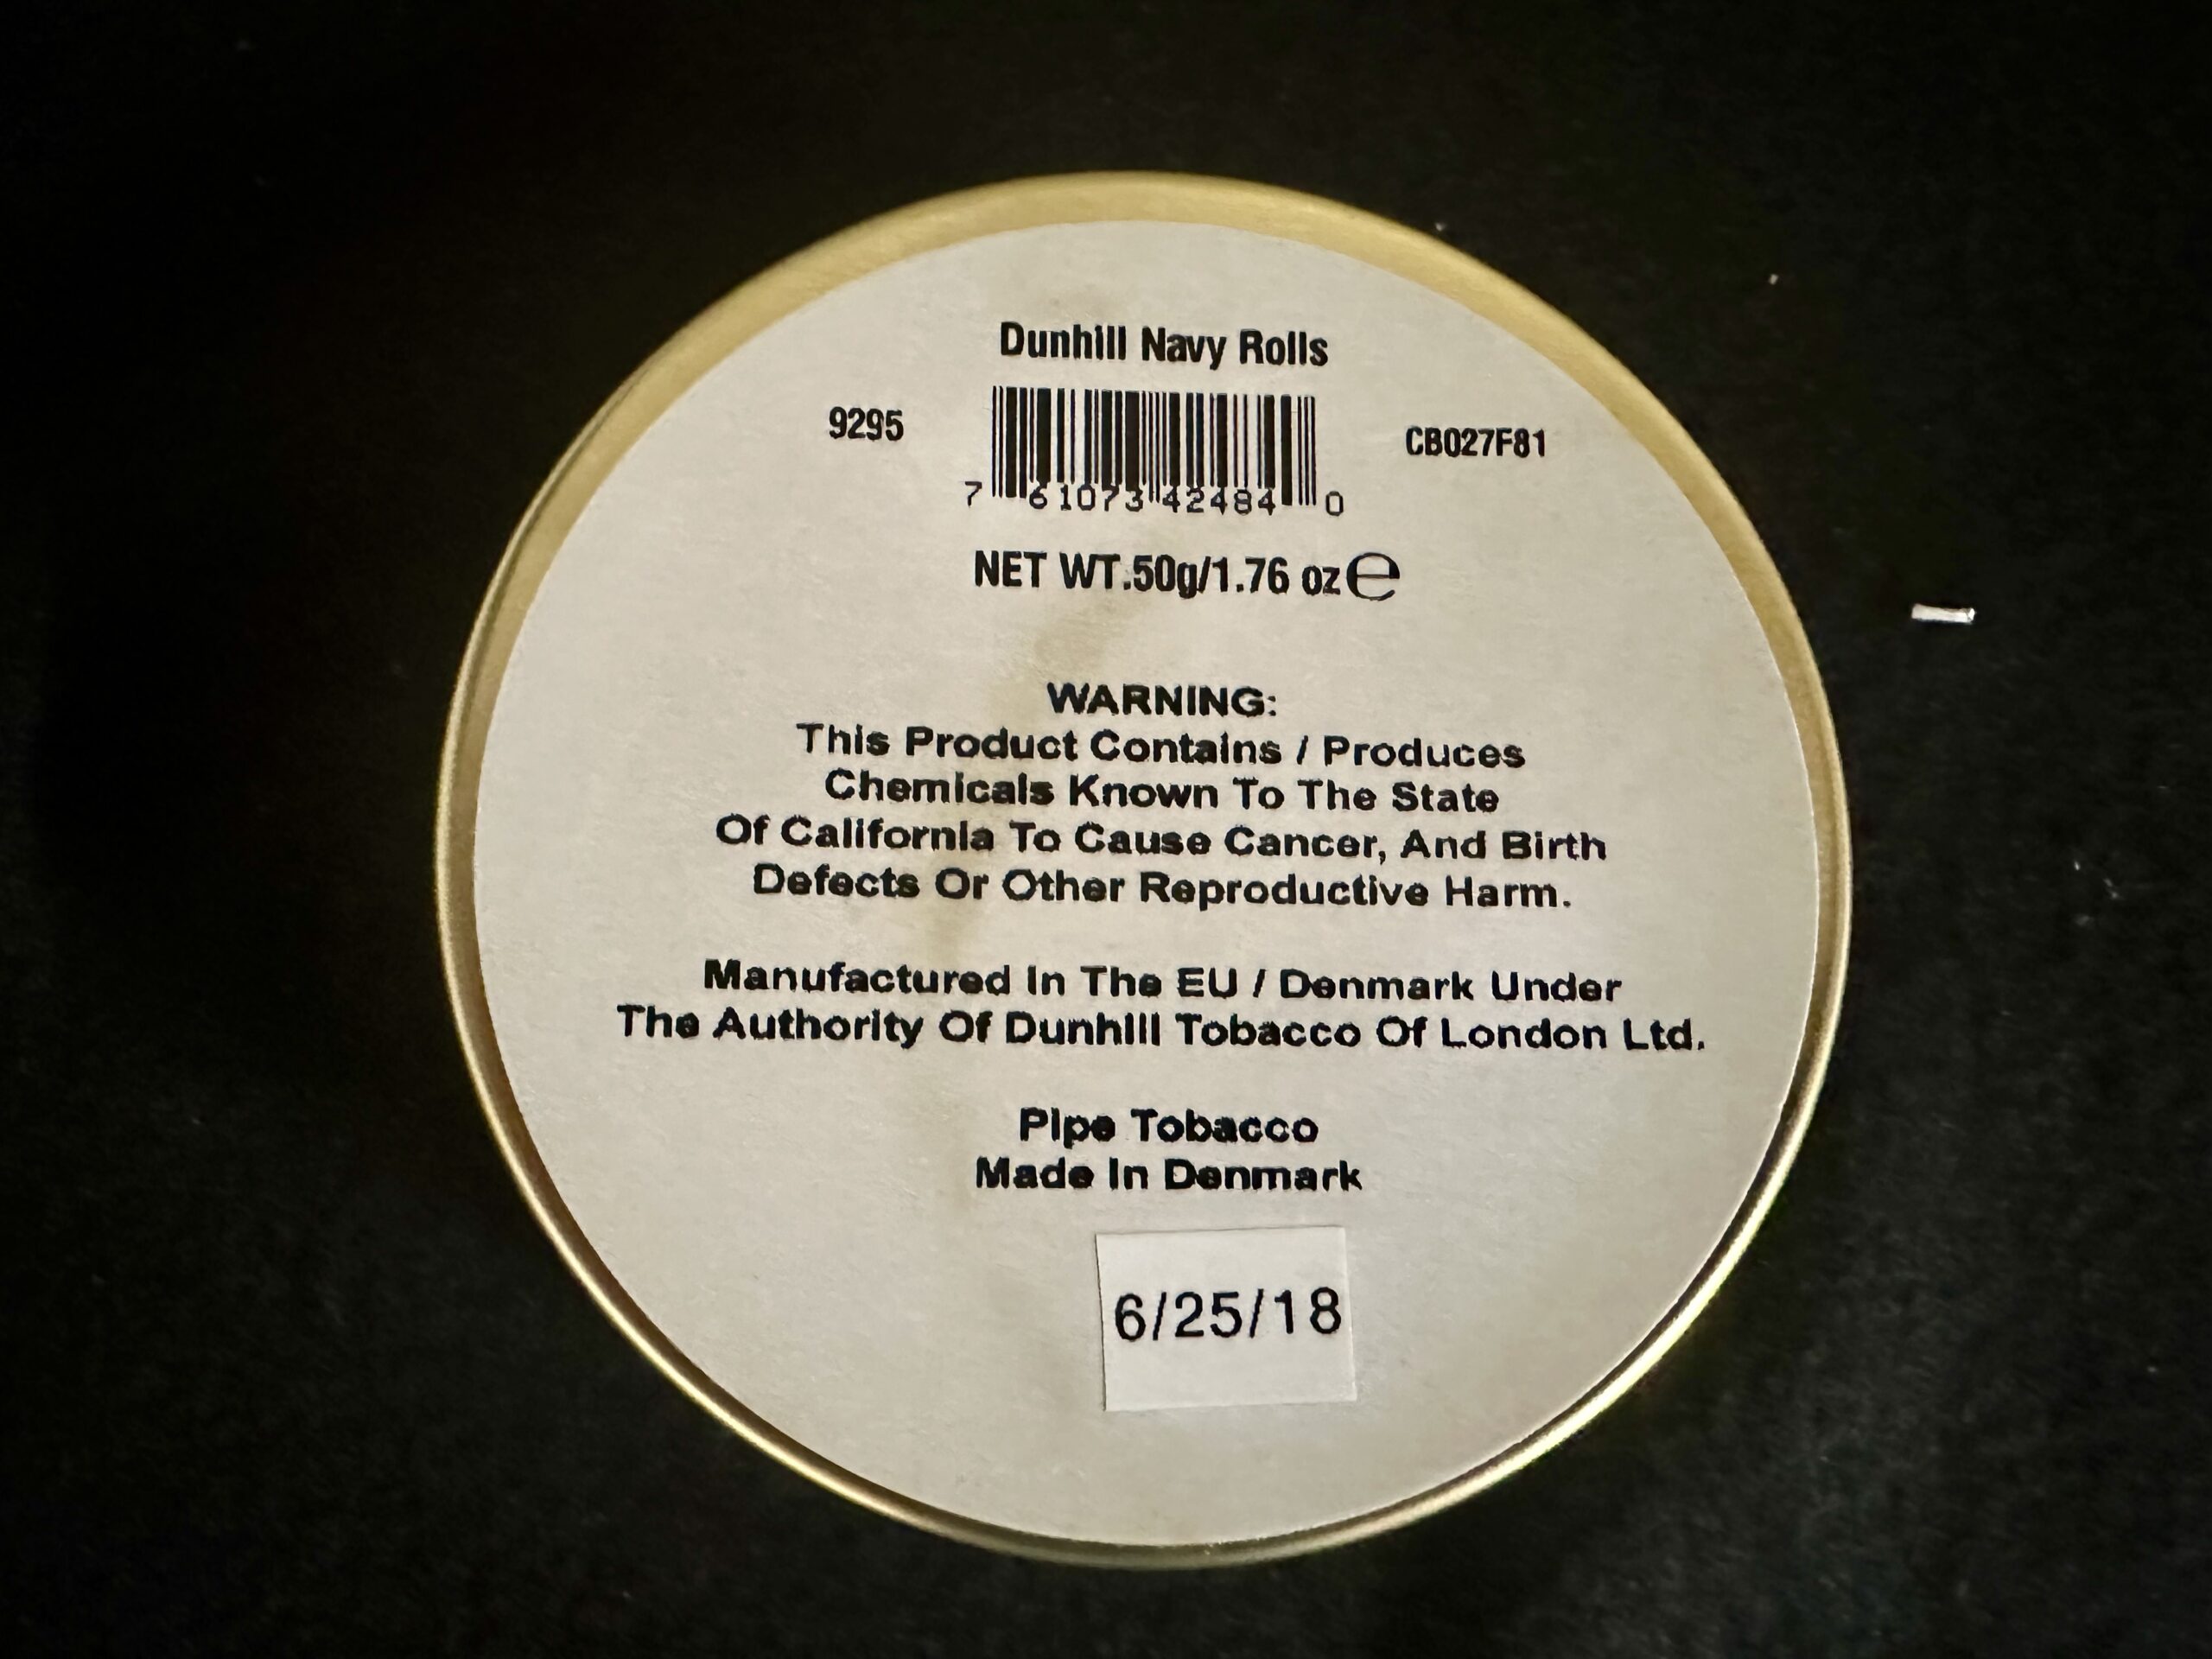 Dunhill Navy Rolls
9295
CB027F81
7 61073 42484 0
NET WT.50g/1.76 oz ℮
WARNING:
This Product Contains / Produces
Chemicals Known To The State
Of California To Cause Cancer, And Birth
Defects Or Other Reproductive Harm.
Manufactured In The EU / Denmark Under
The Authority Of Dunhill Tobacco Of London Ltd.
Pipe Tobacco
Made In Denmark
6/25/18